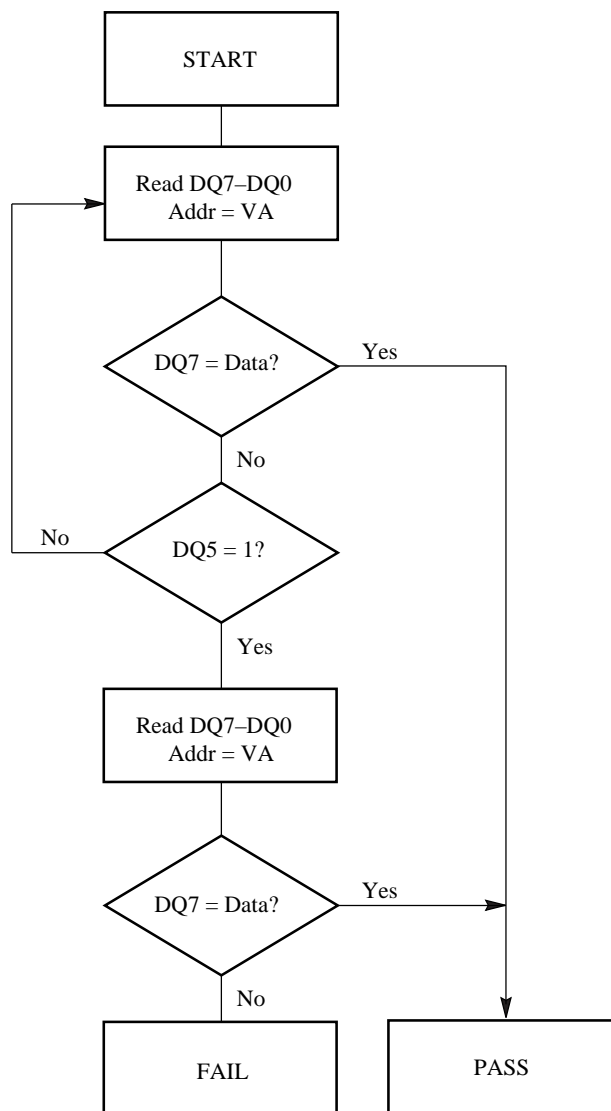 START
Read DQ7–DQ0
Addr = VA
DQ7 = Data?
Yes
No
No
DQ5 = 1?
Yes
Read DQ7–DQ0
Addr = VA
DQ7 = Data?
Yes
No
FAIL
PASS